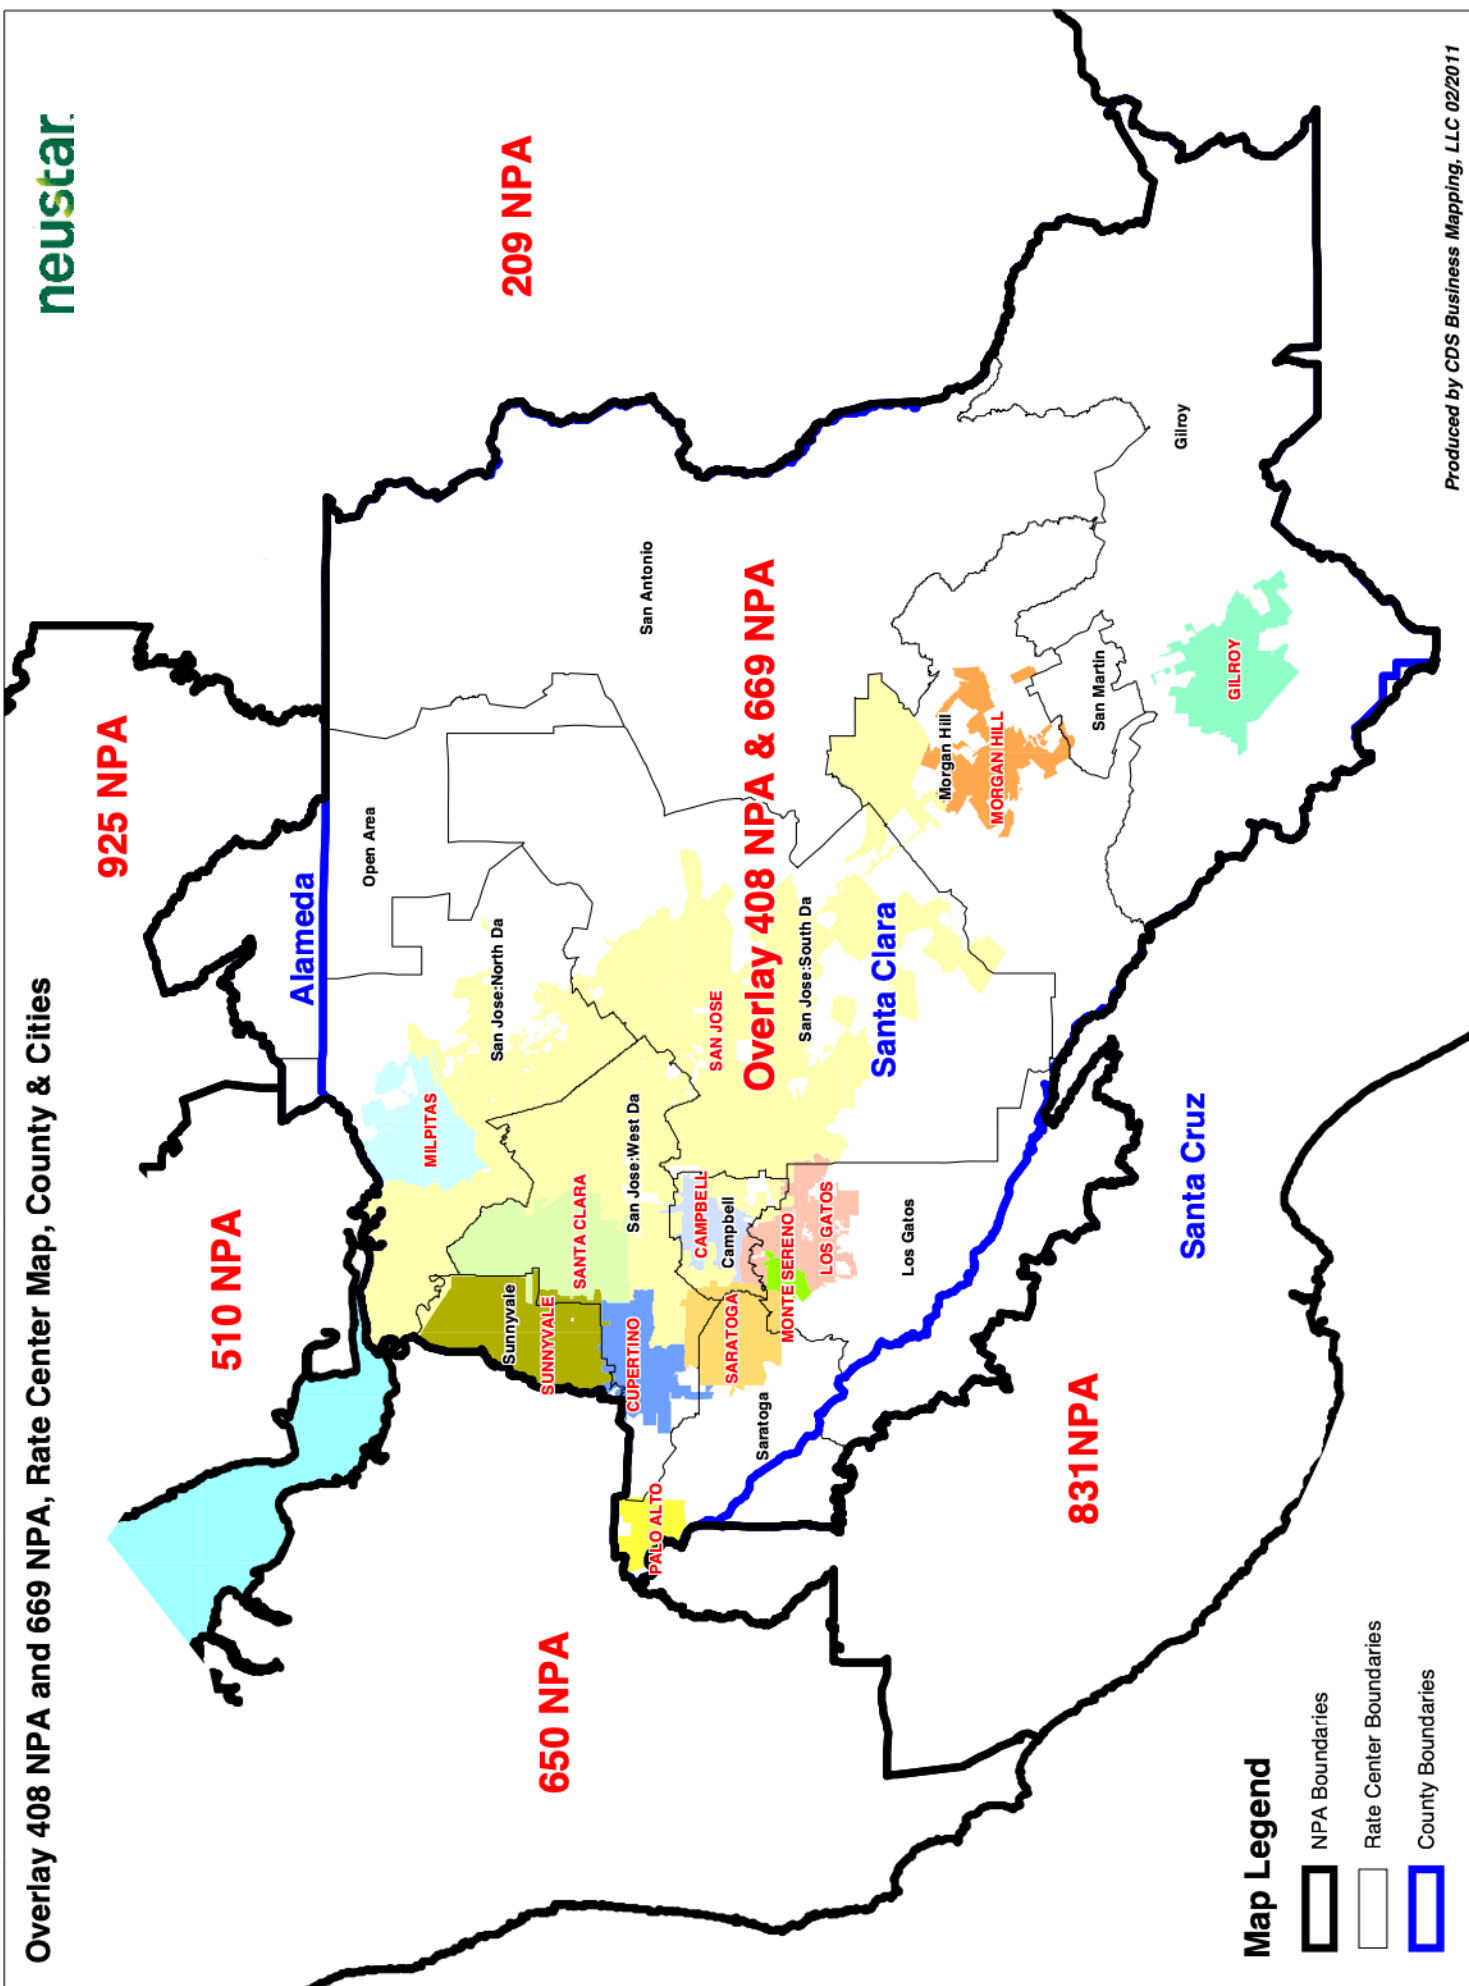 Overlay 408 NPA and 669 NPA, Rate Center Map, County & Cities
neustar
925 NPA
510 NPA
209 NPA
650 NPA
831NPA
Alameda
Open Area
San Antonio
MILPITAS
San Jose:North Da
Sunnyvale
SUNNYVALE
SANTA CLARA
San Jose:West Da
CUPERTINO
PALO ALTO
CAMPBELL
Campbell
SAN JOSE
Overlay 408 NPA & 669 NPA
SARATOGA
Saratoga
MONTE SERENO
LOS GATOS
Los Gatos
San Jose:South Da
Santa Clara
Morgan Hill
MORGAN HILL
San Martin
Gilroy
GILROY
Santa Cruz
Map Legend
NPA Boundaries
Rate Center Boundaries
County Boundaries
Produced by CDS Business Mapping, LLC 02/2011